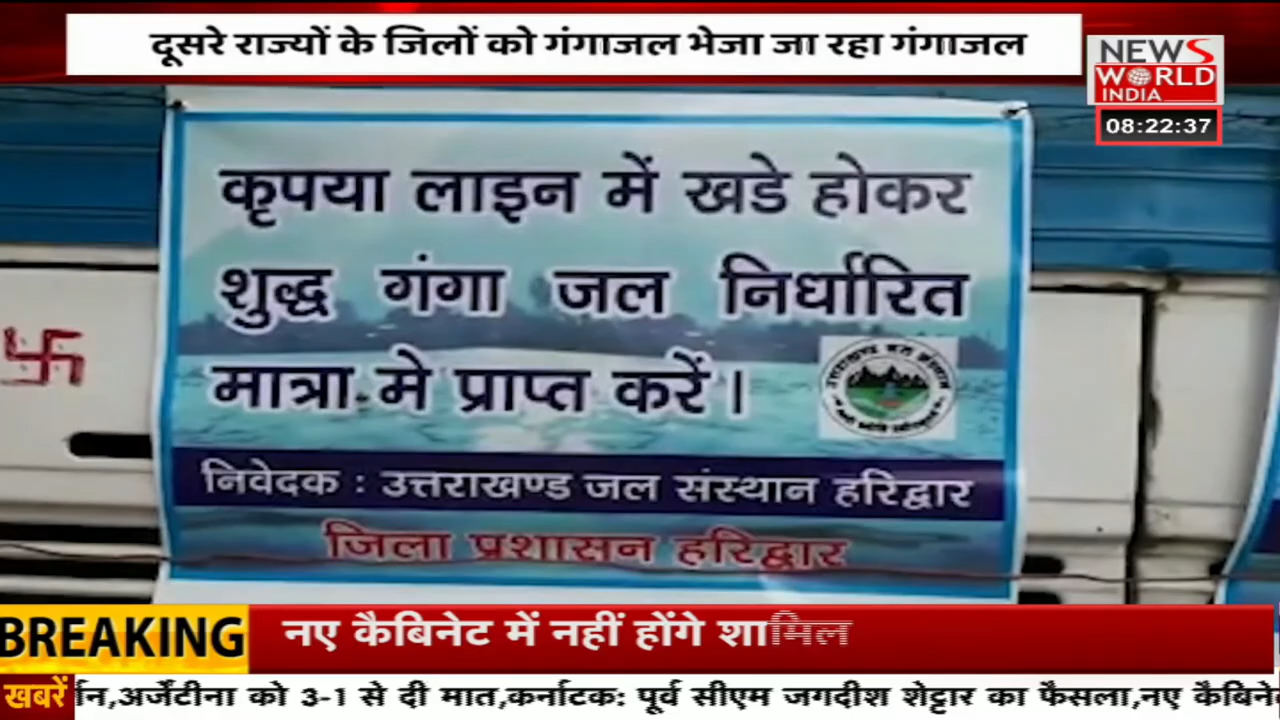 दूसरे राज्यों के जिलों को गंगाजल भेजा जा रहा गंगाजल
NEWS
WORLD
INDIA
08:22:37
कृपया लाइन में खडे होकर
शुद्ध गंगा जल निर्धारित
मात्रा मे प्राप्त करें।
निवेदक : उत्तराखण्ड जल संस्थान हरिद्वार
जिला प्रशासन हरिद्वार
BREAKING
नए कैबिनेट में नहीं होंगे शामिल
खबरें
,अर्जेंटीना को 3-1 से दी मात,कर्नाटक: पूर्व सीएम जगदीश शेट्टार का फैसला,नए कैबिने